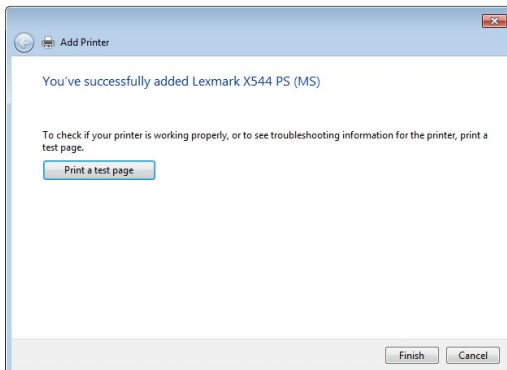 Add Printer
You've successfully added Lexmark X544 PS (MS)
To check if your printer is working properly, or to see troubleshooting information for the printer, print a
test page.
Print a test page
Finish Cancel